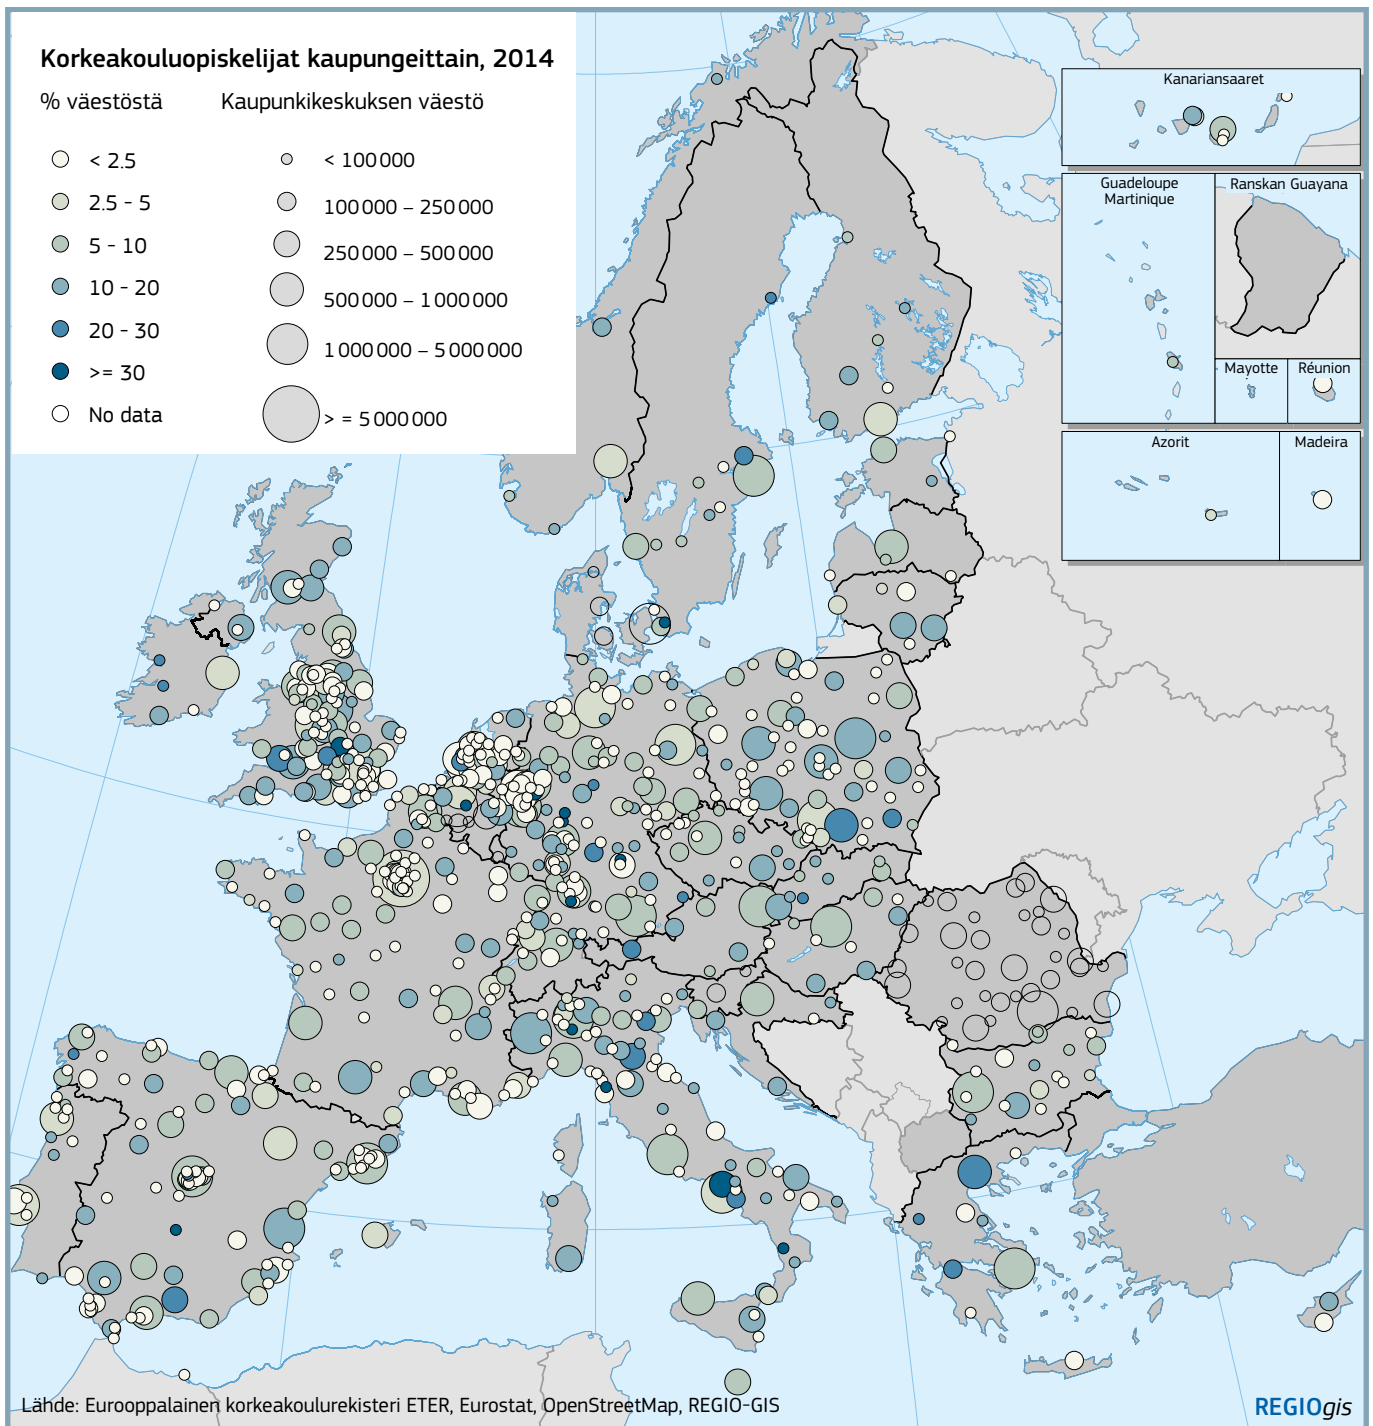 Korkeakouluopiskelijat kaupungeittain, 2014
% väestöstä
< 2.5
2.5 - 5
5 - 10
10 - 20
20 - 30
>= 30
No data
Kaupunkikeskuksen väestö
< 100 000
100 000 – 250 000
250 000 – 500 000
500 000 – 1 000 000
1 000 000 – 5 000 000
> = 5 000 000
Kanariansaaret
Guadeloupe
Martinique
Ranskan Guayana
Mayotte
Réunion
Azorit
Madeira
Lähde: Eurooppalainen korkeakoulurekisteri ETER, Eurostat, OpenStreetMap, REGIO-GIS
REGIOgis